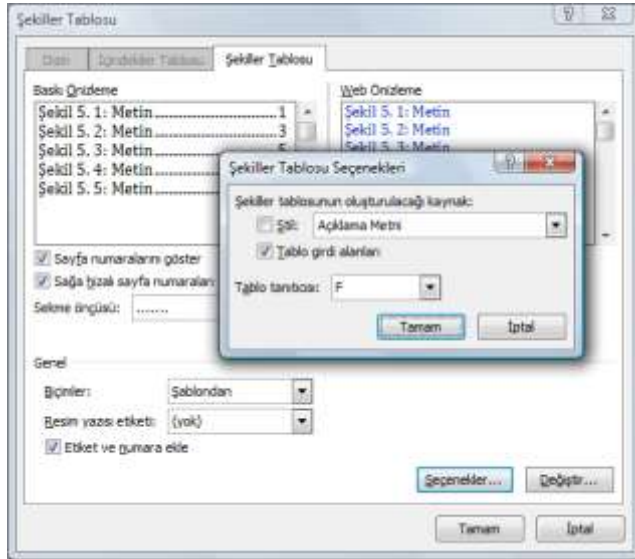 Şekiller Tablosu
Dizin İçindekiler Tablosu Şekiller Tablosu
Baskı Önizleme
Şekil 5. 1: Metin.................................1
Şekil 5. 2: Metin.................................3
Şekil 5. 3: Metin.................................5
Şekil 5. 4: Metin
Şekil 5. 5: Metin
Web Önizleme
Şekil 5. 1: Metin
Şekil 5. 2: Metin
Şekil 5. 3: Metin
Sayfa numaralarını göster
Sağa hizalı sayfa numaraları
Sekme öncüsü: .......
Şekiller Tablosu Seçenekleri
Şekiller tablosunun oluşturulacağı kaynak:
Stil: Açıklama Metni
Tablo girdi alanları
Tablo tanıtıcısı: F
Tamam İptal
Genel
Biçimler: Şablondan
Resim yazısı etiketi: (yok)
Etiket ve numara ekle
Seçenekler... Değiştir...
Tamam İptal